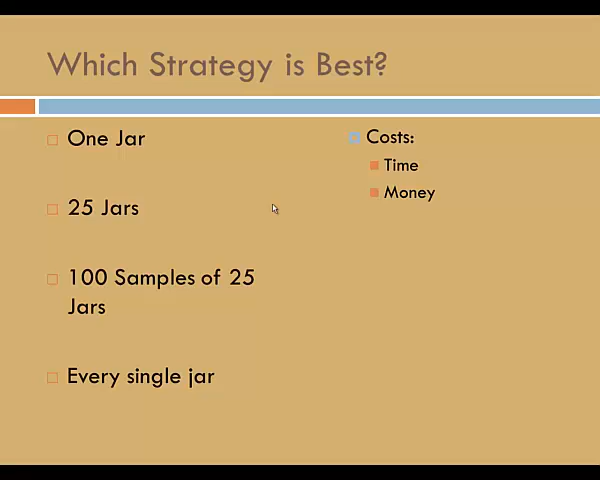 Which Strategy is Best?
One Jar
25 Jars
100 Samples of 25
Jars
Every single jar
Costs:
Time
Money